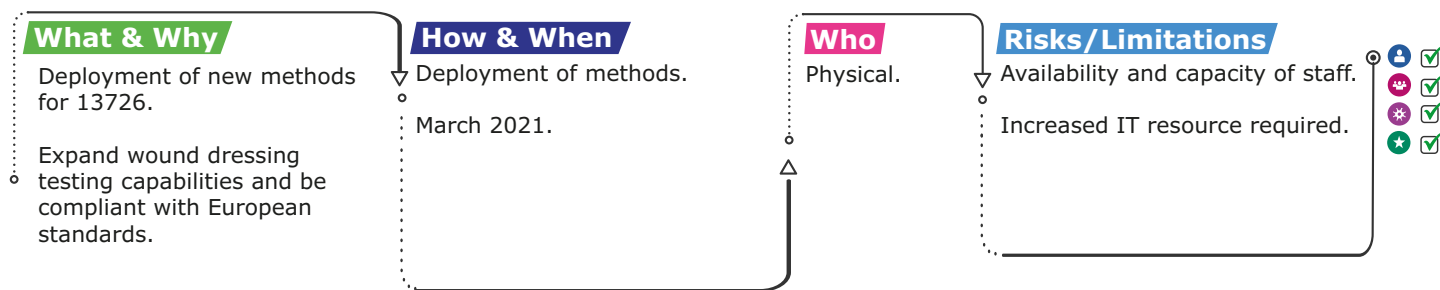 What & Why
Deployment of new methods
for 13726.
Expand wound dressing
testing capabilities and be
compliant with European
standards.
How & When
Deployment of methods.
March 2021.
Who
Physical.
Risks/Limitations
Availability and capacity of staff.
Increased IT resource required.